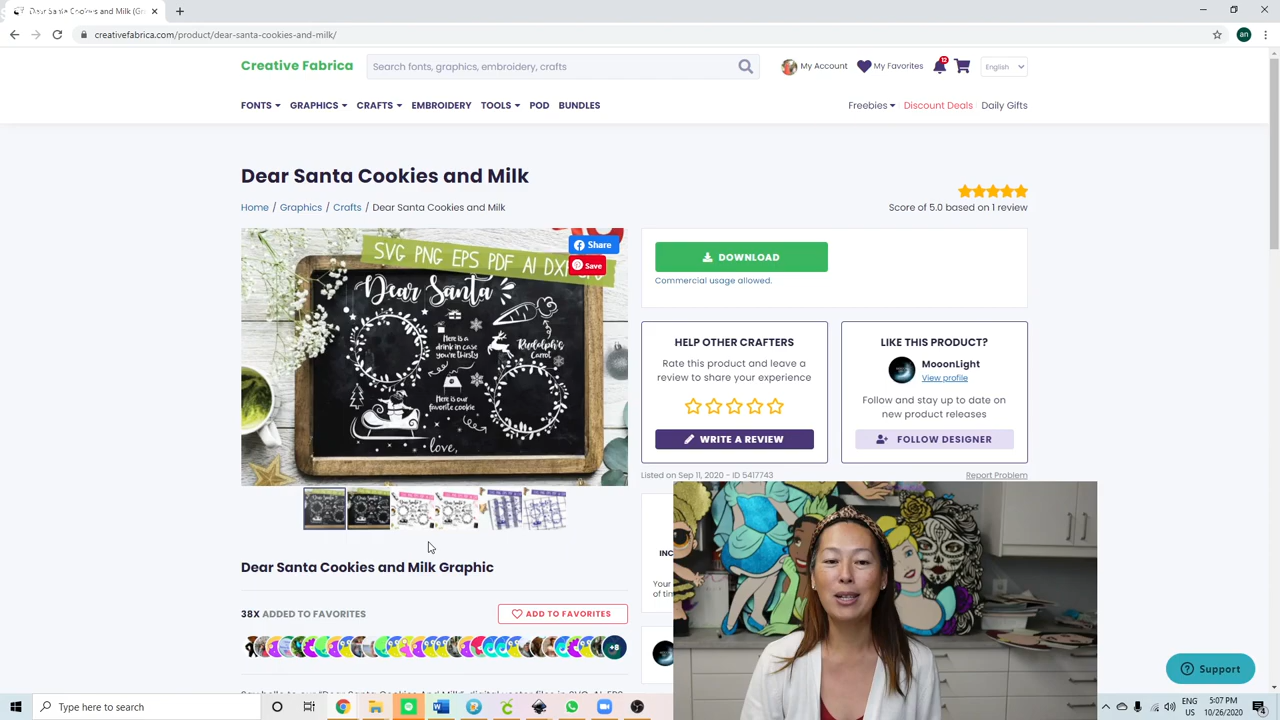 Dear Santa Cookies and Milk (Gr
creativefabrica.com/product/dear-santa-cookies-and-milk/
an
Creative Fabrica
Search fonts, graphics, embroidery, crafts
My Account
My Favorites
English
FONTS GRAPHICS CRAFTS EMBROIDERY TOOLS POD BUNDLES
Freebies Discount Deals Daily Gifts
Dear Santa Cookies and Milk
Home / Graphics / Crafts / Dear Santa Cookies and Milk
Score of 5.0 based on 1 review
SVG PNG EPS PDF AI DXF
Share
Save
Dear Santa
Here is a
drink in case
you're thirsty
Rudolph's
Carrot
Here is our
favorite cookie
love,
DOWNLOAD
Commercial usage allowed.
HELP OTHER CRAFTERS
Rate this product and leave a
review to share your experience
WRITE A REVIEW
LIKE THIS PRODUCT?
MooonLight
View profile
Follow and stay up to date on
new product releases
FOLLOW DESIGNER
Listed on Sep 11, 2020 - ID 5417743
Report Problem
INC
Your
of tim
Dear Santa Cookies and Milk Graphic
38X ADDED TO FAVORITES
ADD TO FAVORITES
+8
Support
Type here to search
ENG
US
5:07 PM
10/26/2020